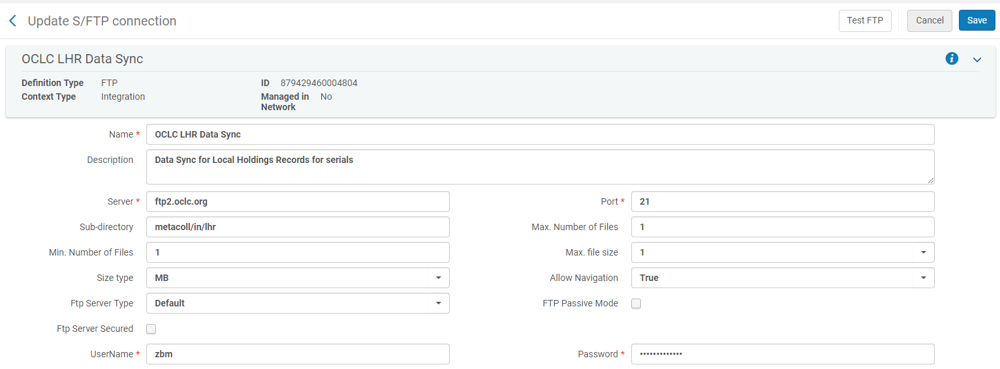 Update S/FTP connection
Test FTP
Cancel
Save
OCLC LHR Data Sync
Definition Type FTP
ID 879429460004804
Context Type Integration
Managed in Network No
Name * OCLC LHR Data Sync
Description Data Sync for Local Holdings Records for serials
Server * ftp2.oclc.org
Port * 21
Sub-directory metacoll/in/lhr
Max. Number of Files 1
Min. Number of Files 1
Max. file size 1
Size type MB
Allow Navigation True
Ftp Server Type Default
FTP Passive Mode
Ftp Server Secured
UserName * zbm
Password * •••••••••••••